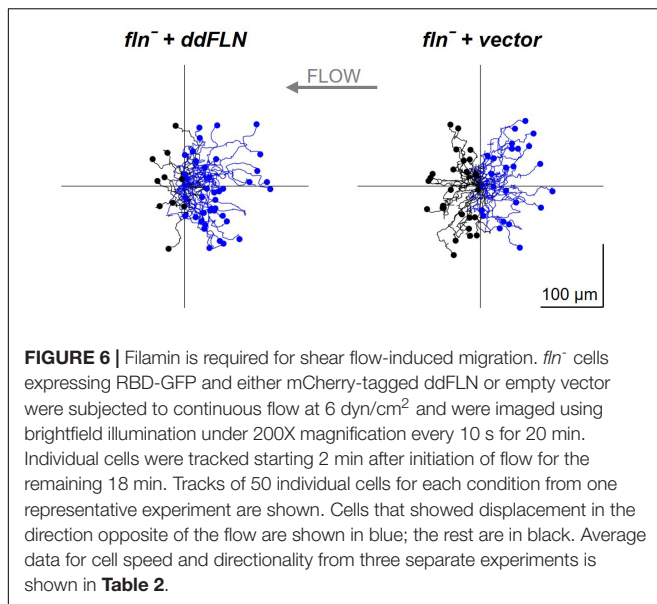 fln⁻ + ddFLN
fln⁻ + vector
FLOW
100 µm
FIGURE 6 | Filamin is required for shear flow-induced migration. fln⁻ cells
expressing RBD-GFP and either mCherry-tagged ddFLN or empty vector
were subjected to continuous flow at 6 dyn/cm² and were imaged using
brightfield illumination under 200X magnification every 10 s for 20 min.
Individual cells were tracked starting 2 min after initiation of flow for the
remaining 18 min. Tracks of 50 individual cells for each condition from one
representative experiment are shown. Cells that showed displacement in the
direction opposite of the flow are shown in blue; the rest are in black. Average
data for cell speed and directionality from three separate experiments is
shown in Table 2.